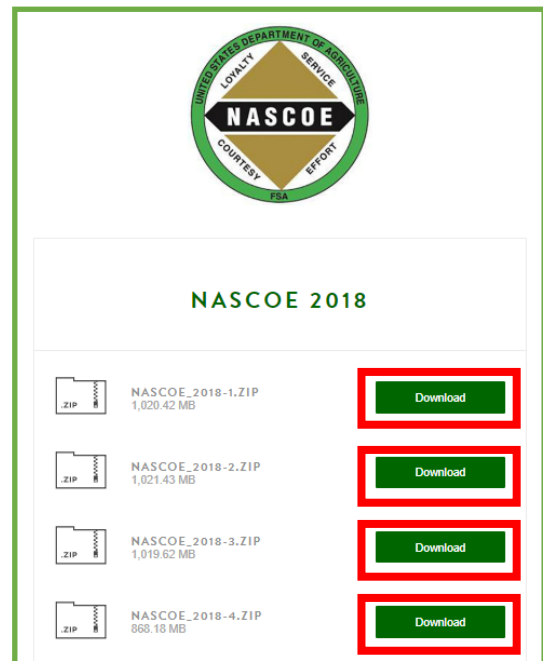 UNITED STATES DEPARTMENT OF AGRICULTURE
LOYALTY
SERVICE
NASCOE
COURTESY
EFFORT
FSA
NASCOE 2018
.ZIP
NASCOE_2018-1.ZIP
1,020.42 MB
Download
.ZIP
NASCOE_2018-2.ZIP
1,021.43 MB
Download
.ZIP
NASCOE_2018-3.ZIP
1,019.62 MB
Download
.ZIP
NASCOE_2018-4.ZIP
868.18 MB
Download